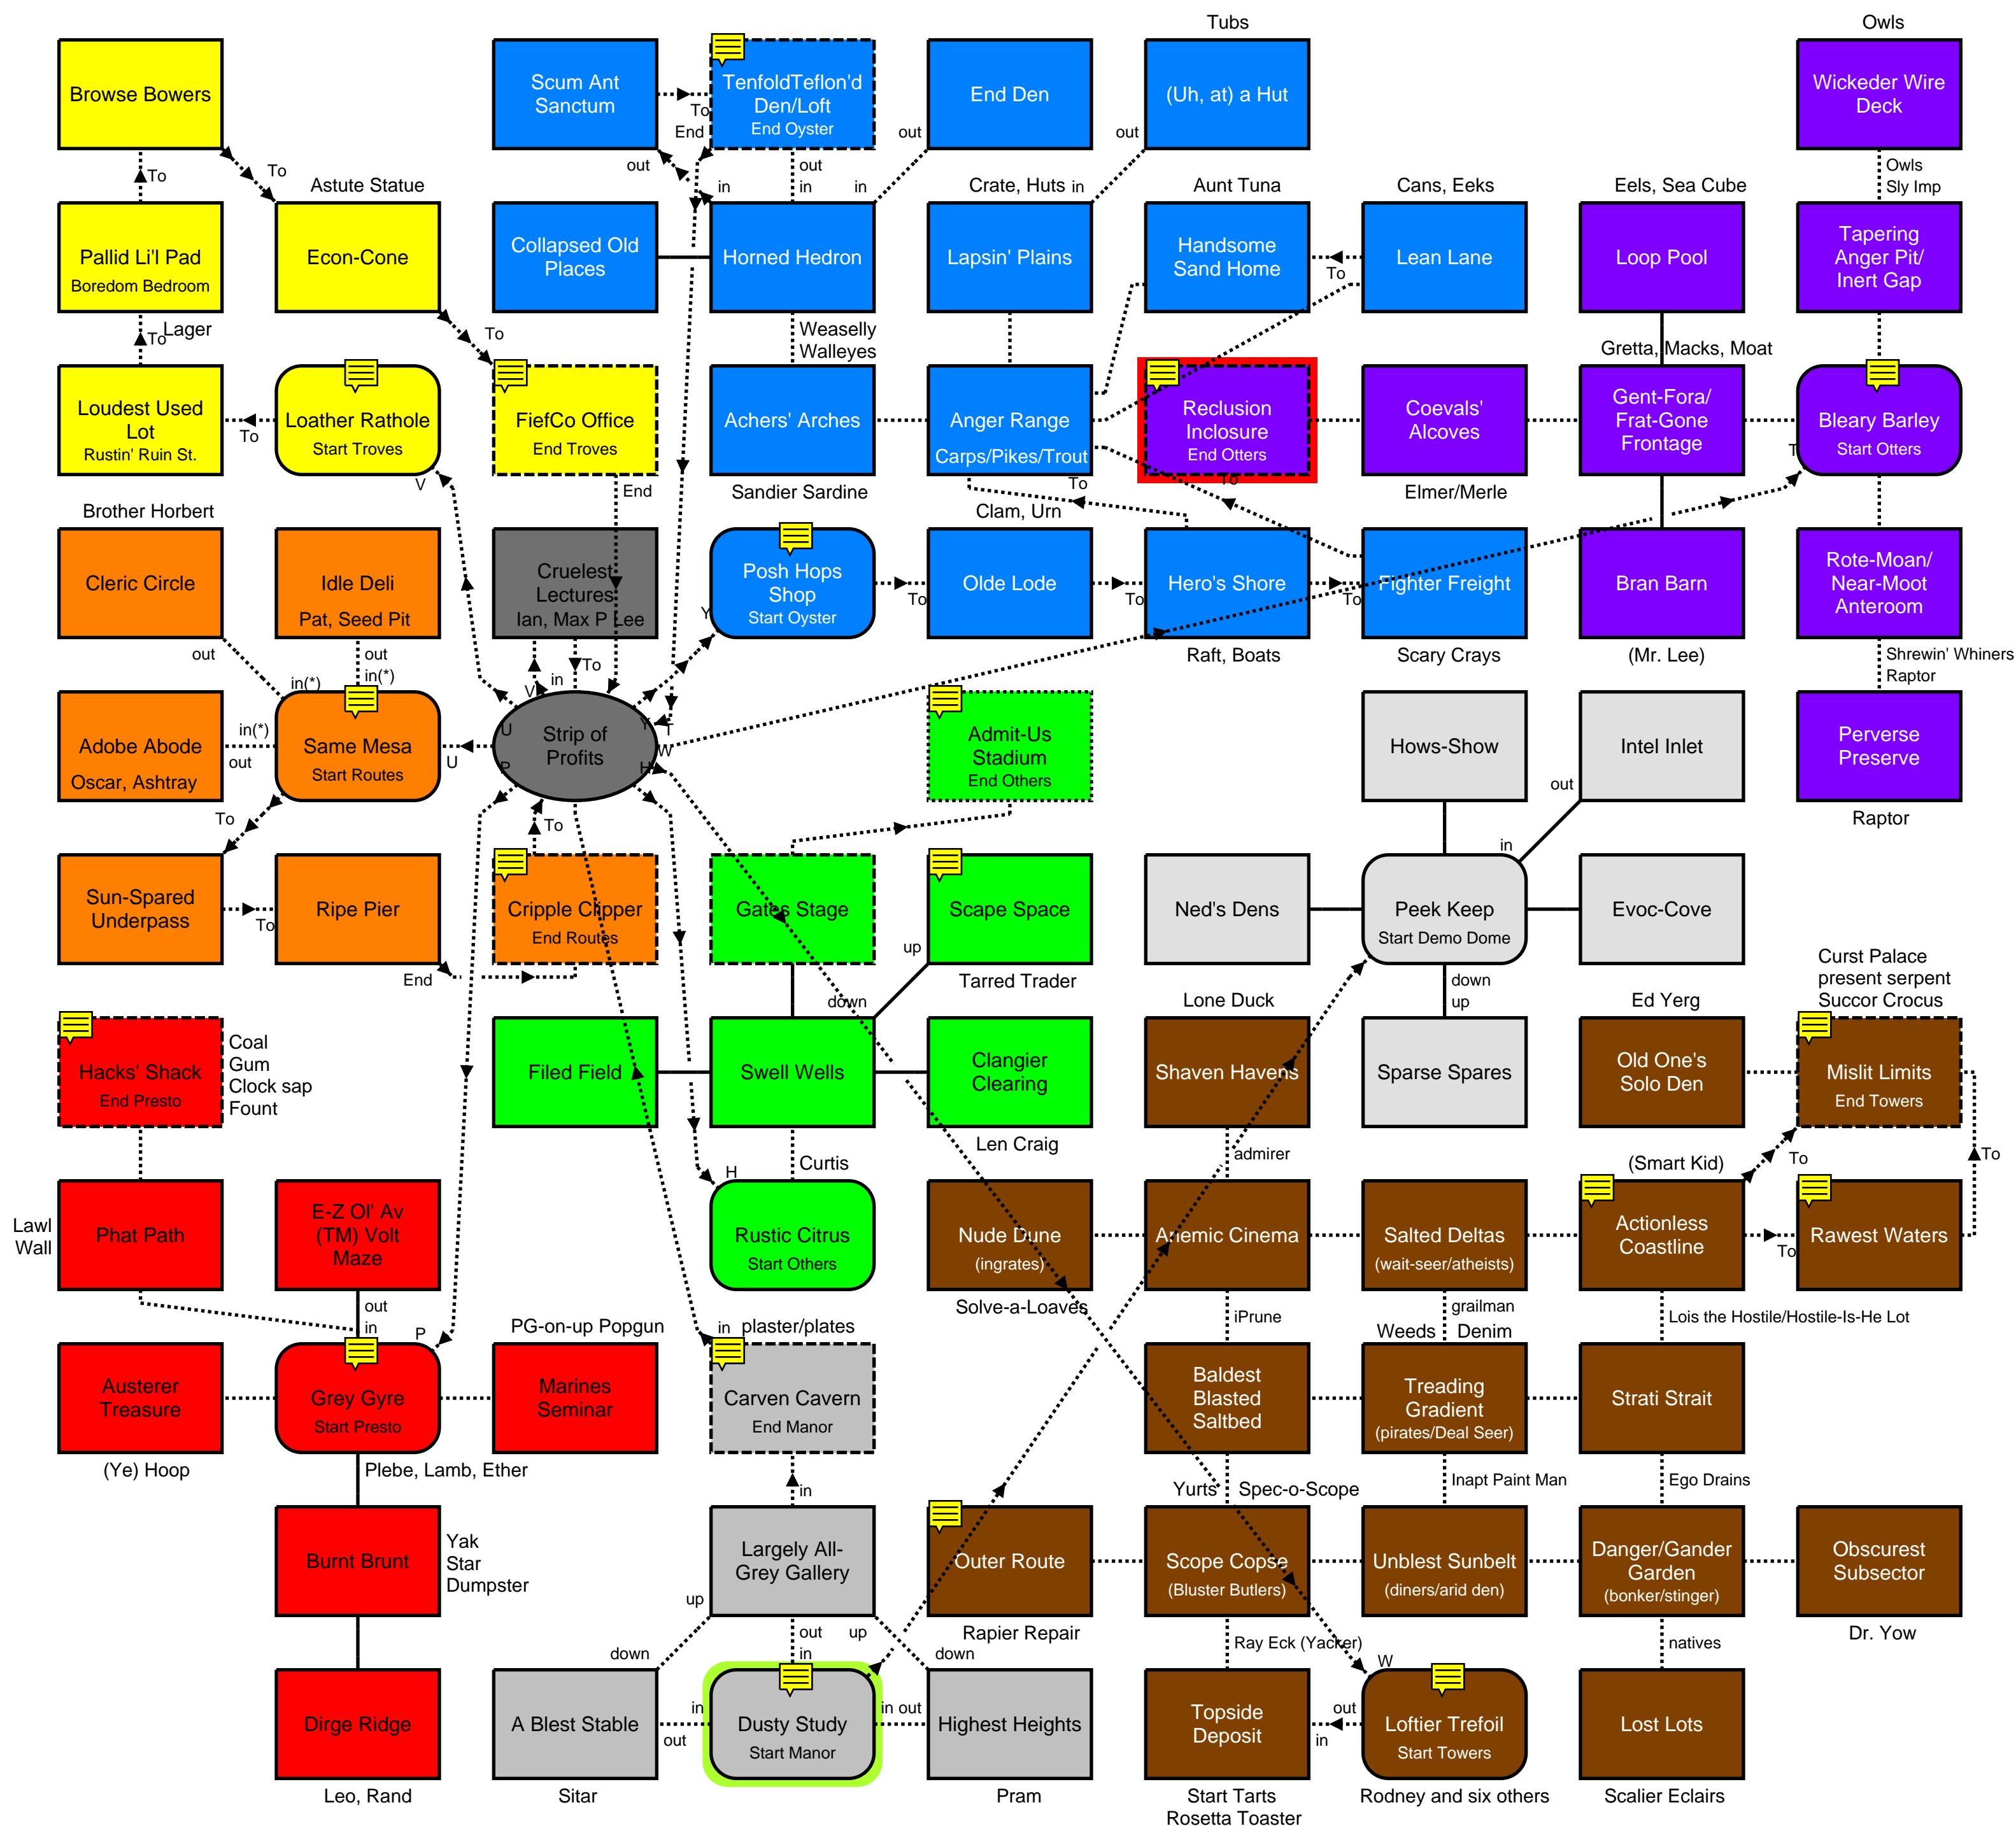 Tubs
Owls
Browse Bowers
Scum Ant
Sanctum
To
End
out
TenfoldTeflon'd
Den/Loft
End Oyster
out
in
End Den
out
in
(Uh, at) a Hut
out
in
Wickeder Wire
Deck
Owls
Sly Imp
To
To
in
Astute Statue
Crate, Huts
Aunt Tuna
Cans, Eeks
Eels, Sea Cube
Pallid Li'l Pad
Boredom Bedroom
Econ-Cone
Collapsed Old
Places
Horned Hedron
Lapsin' Plains
Handsome
Sand Home
To
Lean Lane
Loop Pool
Tapering
Anger Pit/
Inert Gap
To
Lager
To
Weaselly
Walleyes
Gretta, Macks, Moat
Loudest Used
Lot
Rustin' Ruin St.
To
Loather Rathole
Start Troves
V
FiefCo Office
End Troves
End
Achers' Arches
Anger Range
Carps/Pikes/Trout
To
Reclusion
Inclosure
End Otters
To
Coevals'
Alcoves
Gent-Fora/
Frat-Gone
Frontage
Bleary Barley
Start Otters
T
Sandier Sardine
Elmer/Merle
Brother Horbert
Clam, Urn
Cleric Circle
out
in(*)
Idle Deli
Pat, Seed Pit
out
in(*)
Cruelest
Lectures
Ian, Max P Lee
To
in
V
Posh Hops
Shop
Start Oyster
Y
To
Olde Lode
To
Hero's Shore
To
Fighter Freight
Bran Barn
Rote-Moan/
Near-Moot
Anteroom
Raft, Boats
Scary Crays
(Mr. Lee)
Shrewin' Whiners
Raptor
Adobe Abode
Oscar, Ashtray
in(*)
out
Same Mesa
Start Routes
U
U
P
Strip of
Profits
Y
T
W
H
Admit-Us
Stadium
End Others
Hows-Show
Intel Inlet
out
in
Perverse
Preserve
Raptor
To
To
Sun-Spared
Underpass
To
Ripe Pier
End
Cripple Clipper
End Routes
Gates Stage
Scape Space
up
down
Tarred Trader
Ned's Dens
Peek Keep
Start Demo Dome
down
up
Evoc-Cove
Curst Palace
present serpent
Succor Crocus
Lone Duck
Ed Yerg
Hacks' Shack
End Presto
Coal
Gum
Clock sap
Fount
Filed Field
Swell Wells
Clangier
Clearing
Len Craig
Shaven Havens
admirer
Sparse Spares
Old One's
Solo Den
Mislit Limits
End Towers
Curtis
H
(Smart Kid)
To
To
Lawl
Wall
Phat Path
E-Z Ol' Av
(TM) Volt
Maze
out
in
P
Rustic Citrus
Start Others
Nude Dune
(ingrates)
Solve-a-Loaves
Anemic Cinema
iPrune
Salted Deltas
(wait-seer/atheists)
grailman
Weeds
Denim
Actionless
Coastline
To
Lois the Hostile/Hostile-Is-He Lot
Rawest Waters
PG-on-up Popgun
in
plaster/plates
Austerer
Treasure
(Ye) Hoop
Grey Gyre
Start Presto
Plebe, Lamb, Ether
Marines
Seminar
Carven Cavern
End Manor
in
Baldest
Blasted
Saltbed
Treading
Gradient
(pirates/Deal Seer)
Inapt Paint Man
Strati Strait
Ego Drains
Yurts
Spec-o-Scope
Burnt Brunt
Yak
Star
Dumpster
Largely All-
Grey Gallery
up
down
out
in
up
down
Outer Route
Rapier Repair
Scope Copse
(Bluster Butlers)
Ray Eck (Yacker)
Unblest Sunbelt
(diners/arid den)
Danger/Gander
Garden
(bonker/stinger)
natives
Obscurest
Subsector
Dr. Yow
Dirge Ridge
Leo, Rand
A Blest Stable
Sitar
in
out
Dusty Study
Start Manor
in out
Highest Heights
Pram
Topside
Deposit
Start Tarts
Rosetta Toaster
W
out
in
Loftier Trefoil
Start Towers
Rodney and six others
Lost Lots
Scalier Eclairs